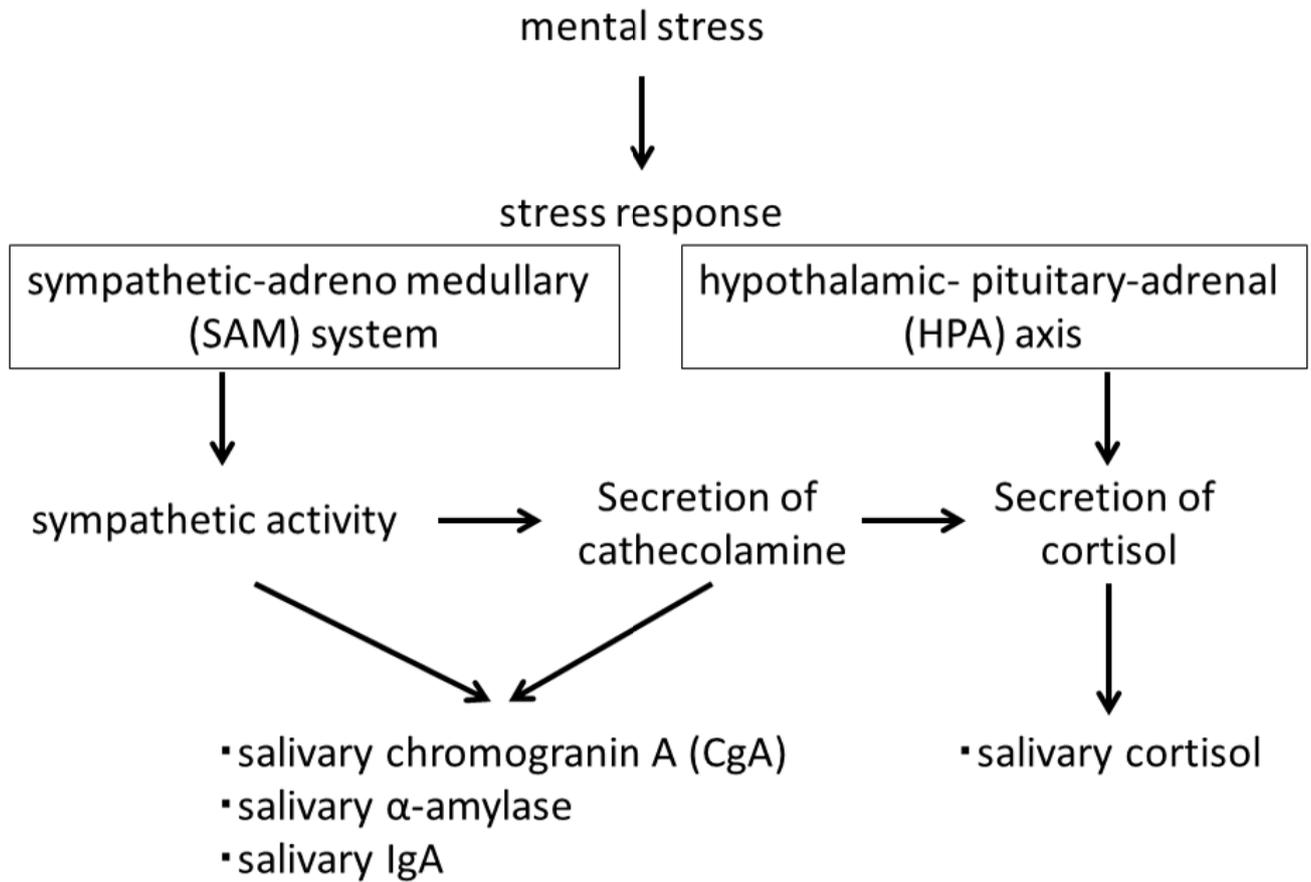 mental stress
stress response
sympathetic-adreno medullary
(SAM) system
hypothalamic- pituitary-adrenal
(HPA) axis
sympathetic activity
Secretion of
cathecolamine
Secretion of
cortisol
・salivary chromogranin A (CgA)
・salivary α-amylase
・salivary IgA
・salivary cortisol